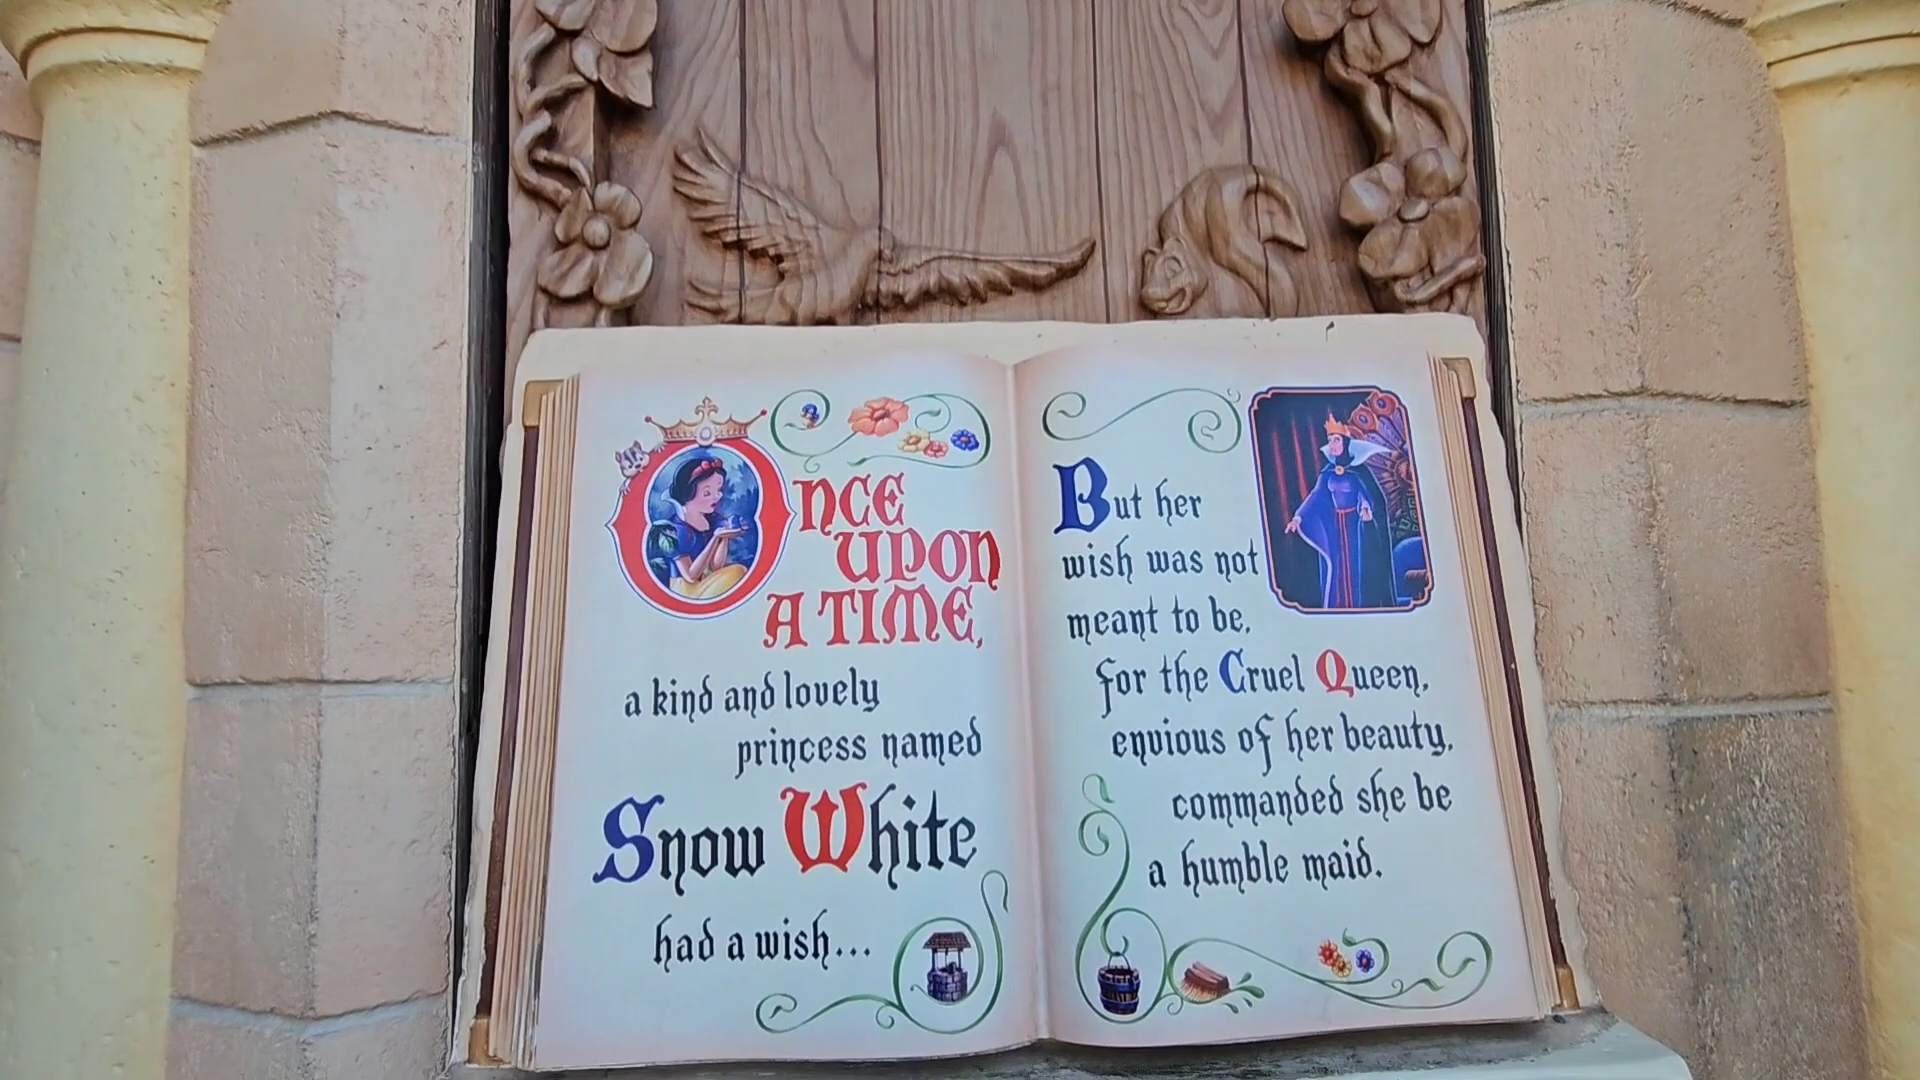 Once
upon
a time,
a kind and lovely
princess named
Snow White
had a wish...
But her
wish was not
meant to be,
for the Cruel Queen,
envious of her beauty,
commanded she be
a humble maid.